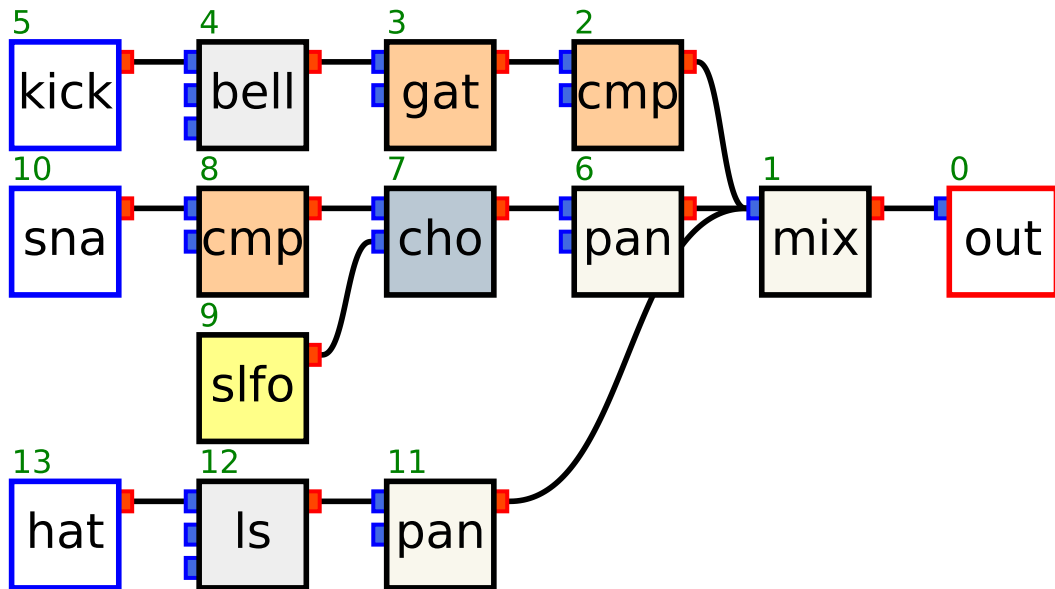 5 4 3 2
kick bell gat cmp
10 8 7 6 1 0
sna cmp cho pan mix out
9
slfo
13 12 11
hat ls pan